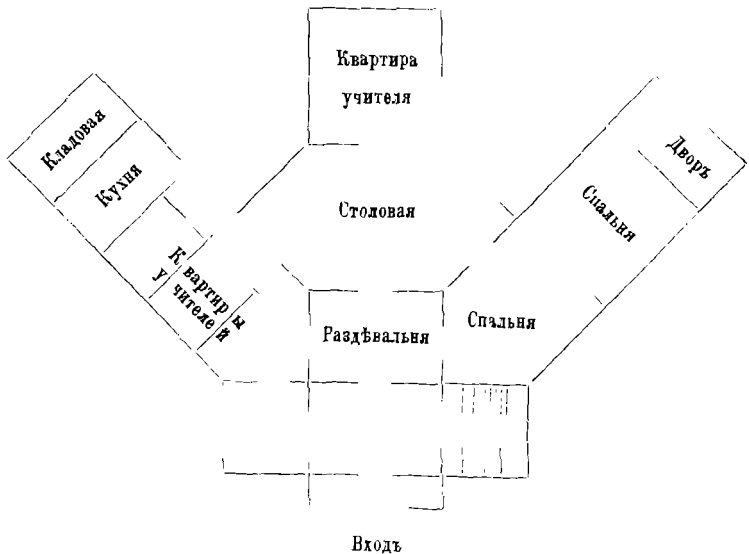 Квартира
учителя
Кладовая
Кухня
Квартиры
учителей
Столовая
Дворъ
Спальня
Раздѣвальня
Спальня
Входъ